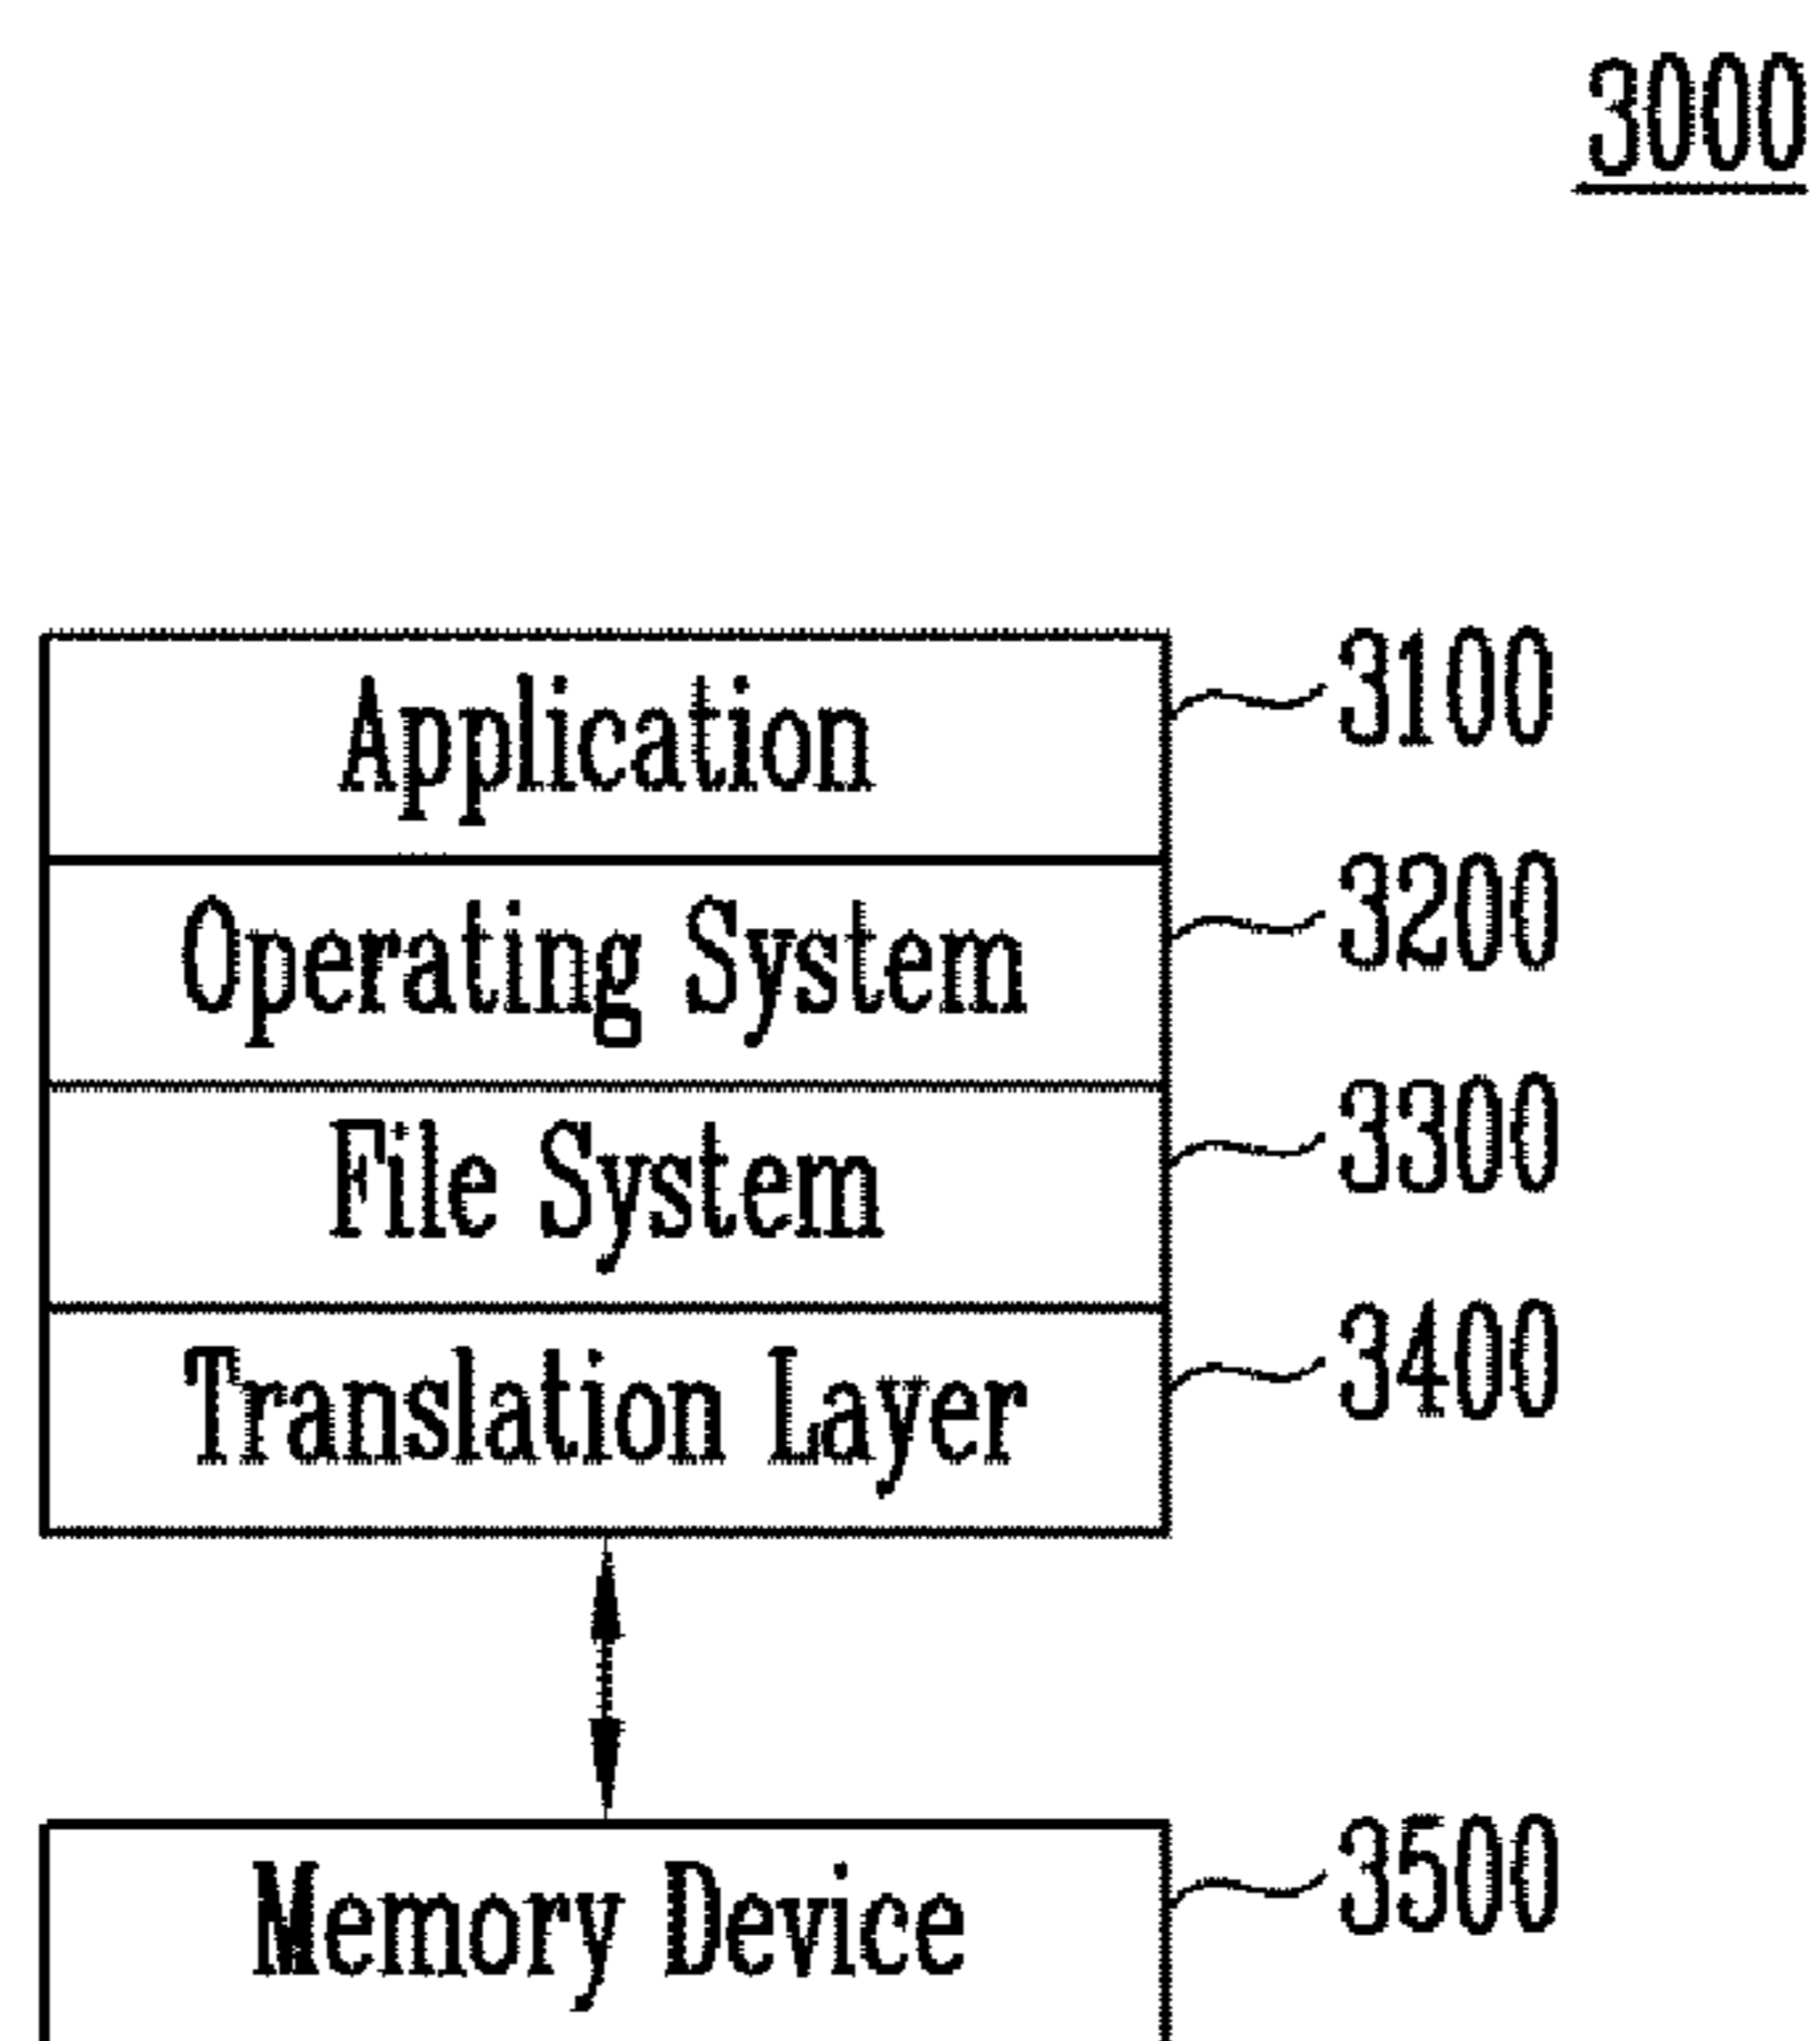 3000
Application 3100
Operating System 3200
File System 3300
Translation Layer 3400
Memory Device 3500